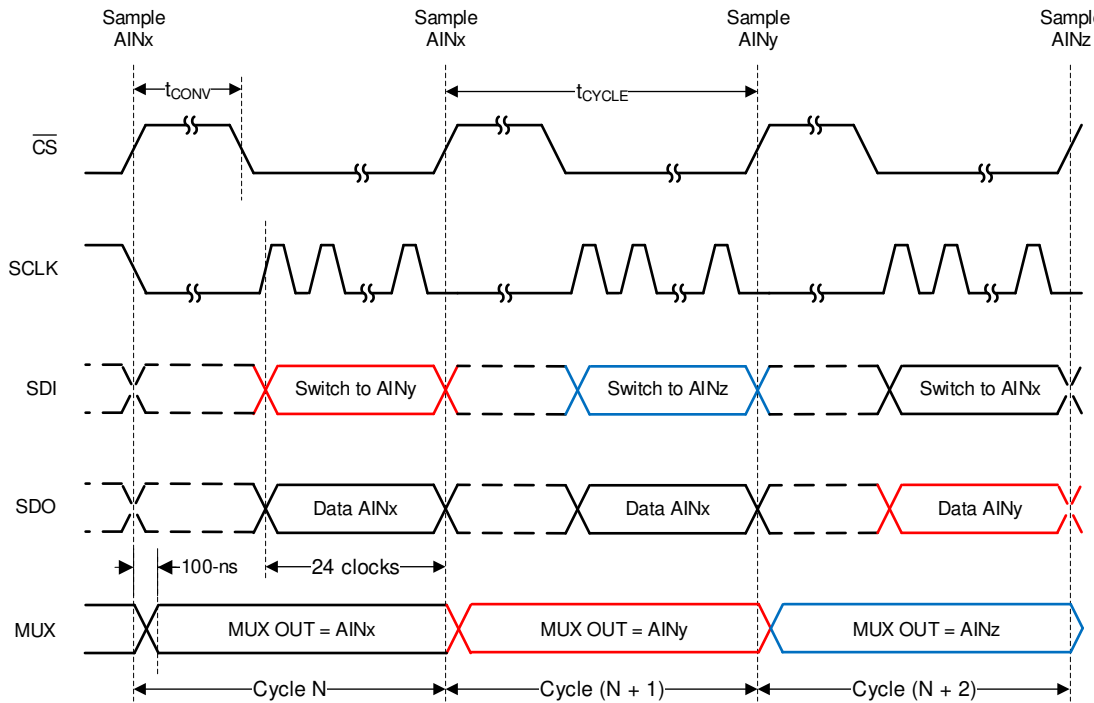 Sample
AINx
Sample
AINx
Sample
AINy
Sampl
AINz
tCONV
tCYCLE
CS
SCLK
SDI
Switch to AINy
Switch to AINz
Switch to AINx
SDO
Data AINx
Data AINx
Data AINy
100-ns
24 clocks
MUX
MUX OUT = AINx
MUX OUT = AINy
MUX OUT = AINz
Cycle N
Cycle (N + 1)
Cycle (N + 2)